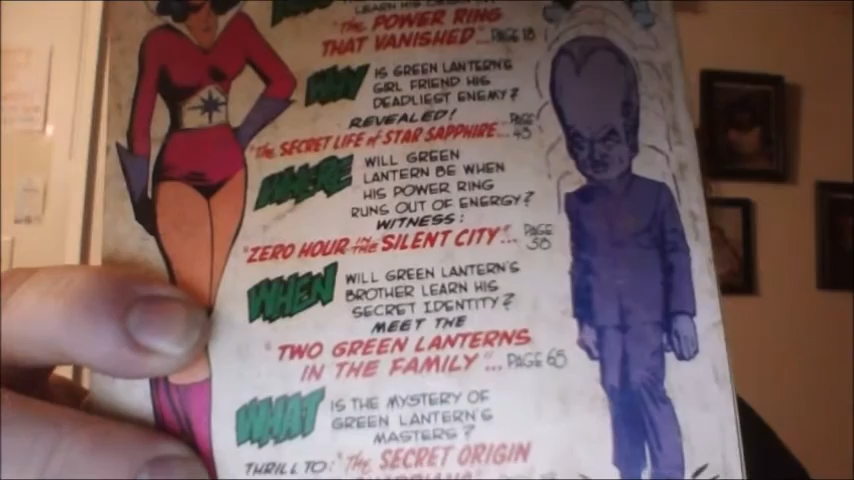 LEARN HIS
"THE POWER RING
THAT VANISHED"...PAGE 18
WHY IS GREEN LANTERN'S
GIRL FRIEND HIS
DEADLIEST ENEMY?
REVEALED!
"THE SECRET LIFE of STAR SAPPHIRE"...PAGE 43
WHERE WILL GREEN
LANTERN BE WHEN
HIS POWER RING
RUNS OUT OF ENERGY?
WITNESS:
"ZERO HOUR IN THE SILENT CITY"...PAGE 58
WHEN WILL GREEN LANTERN'S
BROTHER LEARN HIS
SECRET IDENTITY?
MEET THE
"TWO GREEN LANTERNS
IN THE FAMILY"...PAGE 65
WHAT IS THE MYSTERY OF
GREEN LANTERN'S
MASTERS?
THRILL TO: "The SECRET ORIGIN